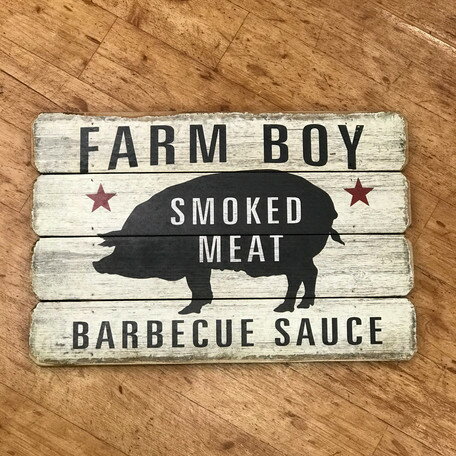 FARM BOY
SMOKED
MEAT
BARBECUE SAUCE